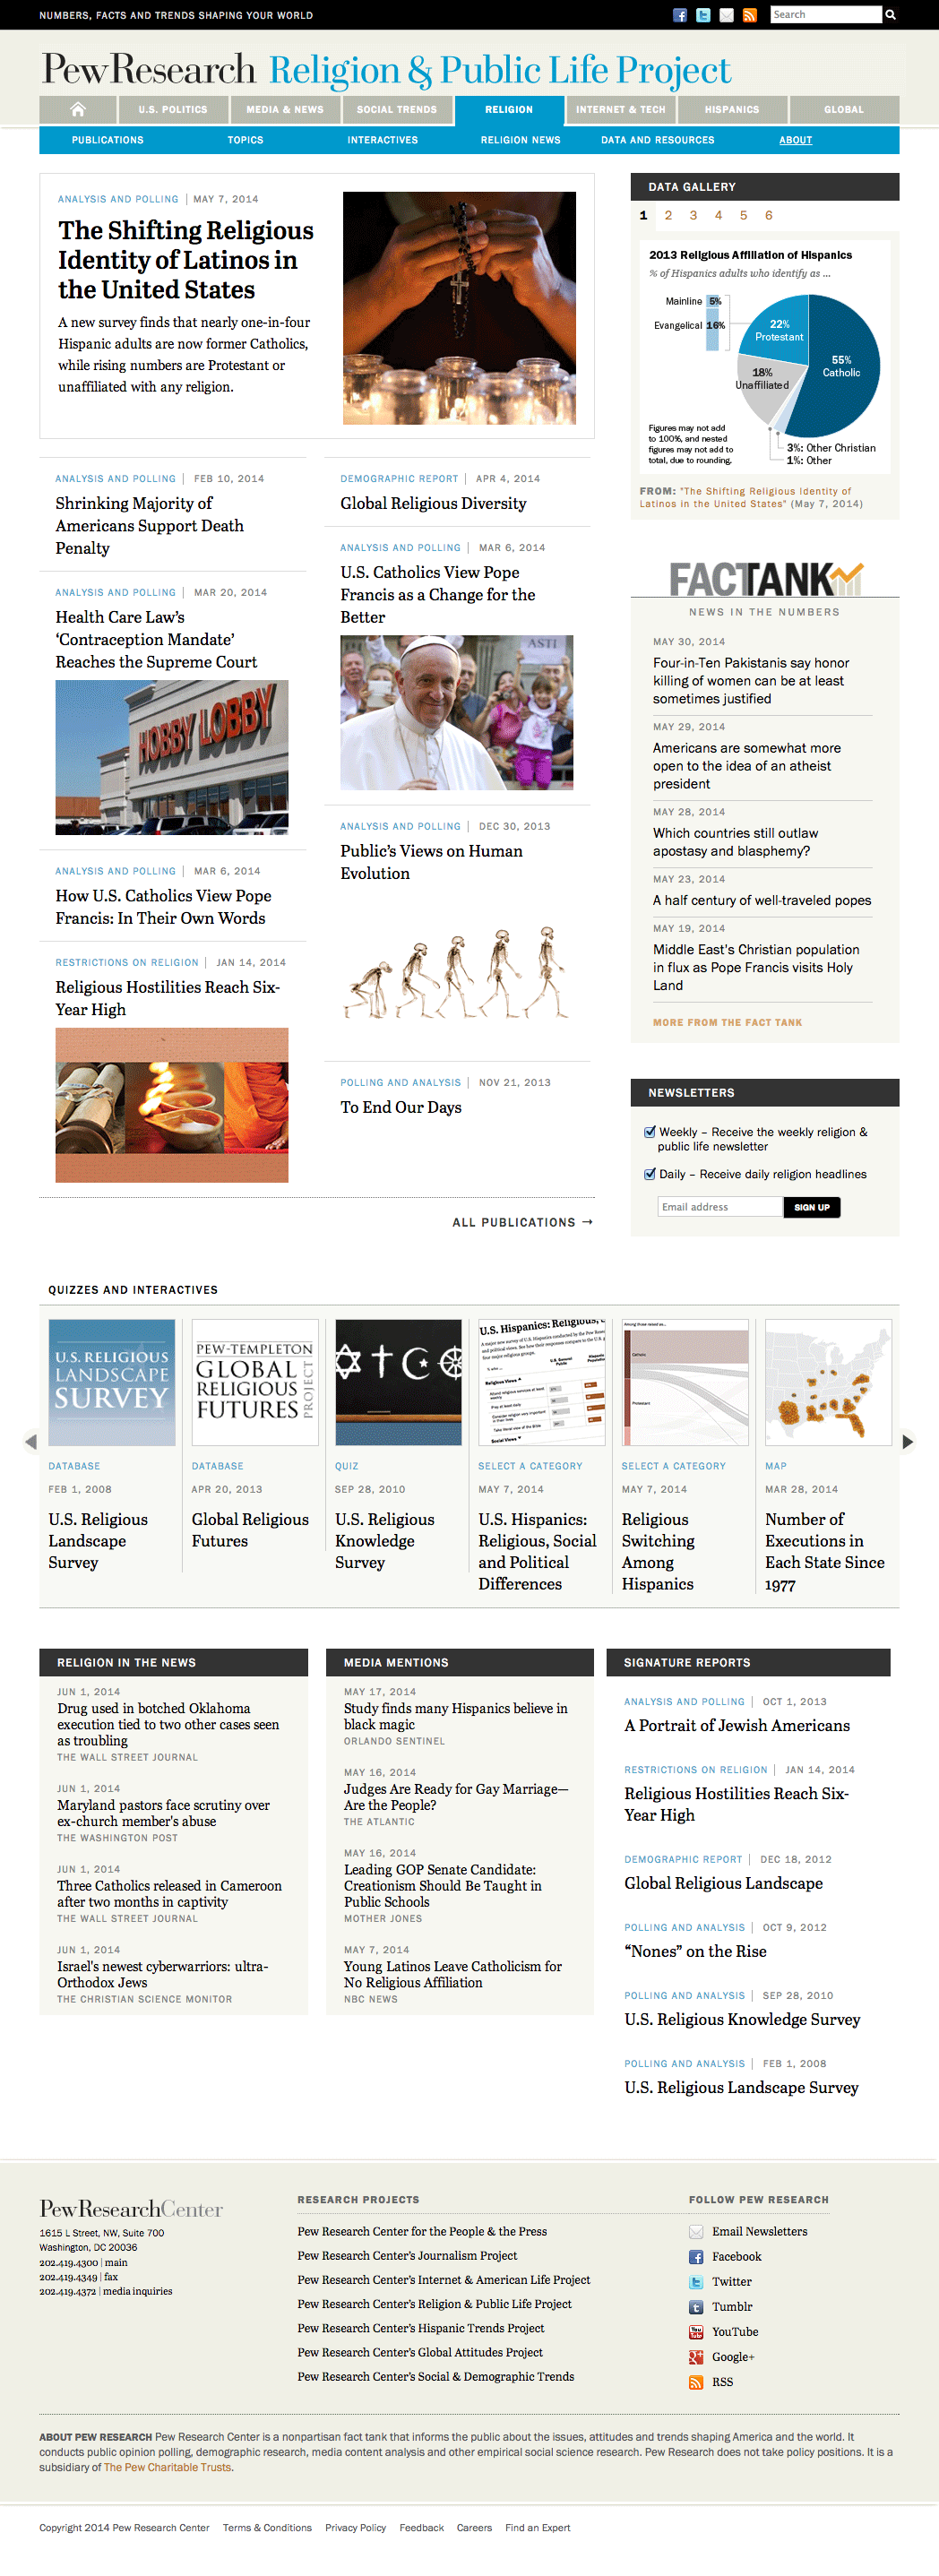 NUMBERS, FACTS AND TRENDS SHAPING YOUR WORLD
Search
PewResearch Religion & Public Life Project
U.S. POLITICS
MEDIA & NEWS
SOCIAL TRENDS
RELIGION
INTERNET & TECH
HISPANICS
GLOBAL
PUBLICATIONS
TOPICS
INTERACTIVES
RELIGION NEWS
DATA AND RESOURCES
ABOUT
ANALYSIS AND POLLING | MAY 7, 2014
The Shifting Religious
Identity of Latinos in
the United States
A new survey finds that nearly one-in-four
Hispanic adults are now former Catholics,
while rising numbers are Protestant or
unaffiliated with any religion.
ANALYSIS AND POLLING | FEB 10, 2014
Shrinking Majority of
Americans Support Death
Penalty
ANALYSIS AND POLLING | MAR 20, 2014
Health Care Law's
‘Contraception Mandate’
Reaches the Supreme Court
HOBBY LOBBY
ANALYSIS AND POLLING | MAR 6, 2014
How U.S. Catholics View Pope
Francis: In Their Own Words
RESTRICTIONS ON RELIGION | JAN 14, 2014
Religious Hostilities Reach Six-
Year High
DEMOGRAPHIC REPORT | APR 4, 2014
Global Religious Diversity
ANALYSIS AND POLLING | MAR 6, 2014
U.S. Catholics View Pope
Francis as a Change for the
Better
ASTI
ANALYSIS AND POLLING | DEC 30, 2013
Public's Views on Human
Evolution
POLLING AND ANALYSIS | NOV 21, 2013
To End Our Days
ALL PUBLICATIONS →
DATA GALLERY
1 2 3 4 5 6
2013 Religious Affiliation of Hispanics
% of Hispanics adults who identify as ...
Mainline 5%
Evangelical 16%
22%
Protestant
55%
Catholic
18%
Unaffiliated
Figures may not add
to 100%, and nested
figures may not add to
total, due to rounding.
3%: Other Christian
1%: Other
FROM: "The Shifting Religious Identity of
Latinos in the United States" (May 7, 2014)
FACTANK
NEWS IN THE NUMBERS
MAY 30, 2014
Four-in-Ten Pakistanis say honor
killing of women can be at least
sometimes justified
MAY 29, 2014
Americans are somewhat more
open to the idea of an atheist
president
MAY 28, 2014
Which countries still outlaw
apostasy and blasphemy?
MAY 23, 2014
A half century of well-traveled popes
MAY 19, 2014
Middle East's Christian population
in flux as Pope Francis visits Holy
Land
MORE FROM THE FACT TANK
NEWSLETTERS
Weekly – Receive the weekly religion &
public life newsletter
Daily – Receive daily religion headlines
Email address
SIGN UP
QUIZZES AND INTERACTIVES
U.S. RELIGIOUS
LANDSCAPE
SURVEY
DATABASE
FEB 1, 2008
U.S. Religious
Landscape
Survey
PEW-TEMPLETON
GLOBAL
RELIGIOUS
FUTURES
PROJECT
DATABASE
APR 20, 2013
Global Religious
Futures
QUIZ
SEP 28, 2010
U.S. Religious
Knowledge
Survey
U.S. Hispanics: Religious,
SELECT A CATEGORY
MAY 7, 2014
U.S. Hispanics:
Religious, Social
and Political
Differences
Catholic
Protestant
SELECT A CATEGORY
MAY 7, 2014
Religious
Switching
Among
Hispanics
MAP
MAR 28, 2014
Number of
Executions in
Each State Since
1977
RELIGION IN THE NEWS
JUN 1, 2014
Drug used in botched Oklahoma
execution tied to two other cases seen
as troubling
THE WALL STREET JOURNAL
JUN 1, 2014
Maryland pastors face scrutiny over
ex-church member's abuse
THE WASHINGTON POST
JUN 1, 2014
Three Catholics released in Cameroon
after two months in captivity
THE WALL STREET JOURNAL
JUN 1, 2014
Israel's newest cyberwarriors: ultra-
Orthodox Jews
THE CHRISTIAN SCIENCE MONITOR
MEDIA MENTIONS
MAY 17, 2014
Study finds many Hispanics believe in
black magic
ORLANDO SENTINEL
MAY 16, 2014
Judges Are Ready for Gay Marriage—
Are the People?
THE ATLANTIC
MAY 16, 2014
Leading GOP Senate Candidate:
Creationism Should Be Taught in
Public Schools
MOTHER JONES
MAY 7, 2014
Young Latinos Leave Catholicism for
No Religious Affiliation
NBC NEWS
SIGNATURE REPORTS
ANALYSIS AND POLLING | OCT 1, 2013
A Portrait of Jewish Americans
RESTRICTIONS ON RELIGION | JAN 14, 2014
Religious Hostilities Reach Six-
Year High
DEMOGRAPHIC REPORT | DEC 18, 2012
Global Religious Landscape
POLLING AND ANALYSIS | OCT 9, 2012
“Nones” on the Rise
POLLING AND ANALYSIS | SEP 28, 2010
U.S. Religious Knowledge Survey
POLLING AND ANALYSIS | FEB 1, 2008
U.S. Religious Landscape Survey
PewResearchCenter
1615 L Street, NW, Suite 700
Washington, DC 20036
202.419.4300 | main
202.419.4349 | fax
202.419.4372 | media inquiries
RESEARCH PROJECTS
Pew Research Center for the People & the Press
Pew Research Center's Journalism Project
Pew Research Center's Internet & American Life Project
Pew Research Center's Religion & Public Life Project
Pew Research Center's Hispanic Trends Project
Pew Research Center's Global Attitudes Project
Pew Research Center's Social & Demographic Trends
FOLLOW PEW RESEARCH
Email Newsletters
Facebook
Twitter
Tumblr
YouTube
Google+
RSS
ABOUT PEW RESEARCH Pew Research Center is a nonpartisan fact tank that informs the public about the issues, attitudes and trends shaping America and the world. It
conducts public opinion polling, demographic research, media content analysis and other empirical social science research. Pew Research does not take policy positions. It is a
subsidiary of The Pew Charitable Trusts.
Copyright 2014 Pew Research Center Terms & Conditions Privacy Policy Feedback Careers Find an Expert